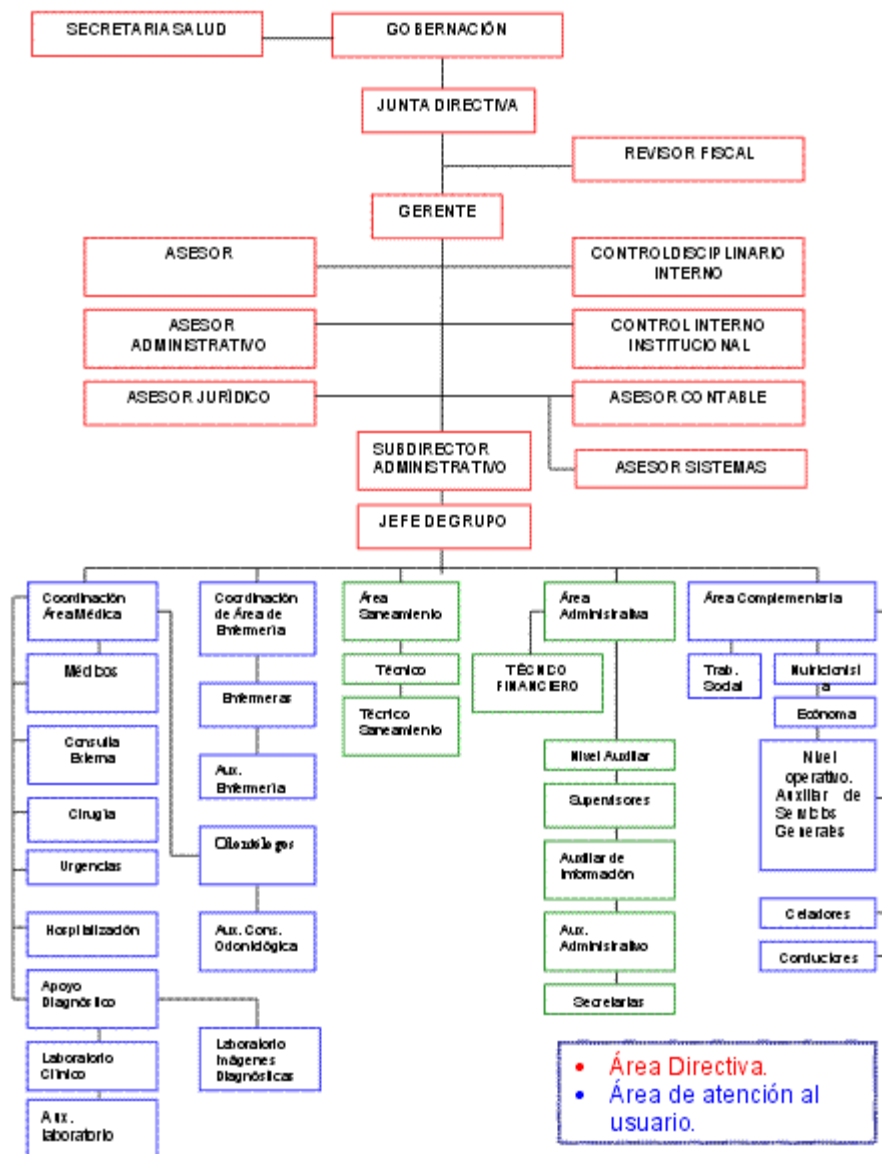 SECRETARIA SALUD
GOBERNACIÓN
JUNTA DIRECTIVA
REVISOR FISCAL
GERENTE
ASESOR
CONTROL DISCIPLINARIO
INTERNO
ASESOR
ADMINISTRATIVO
CONTROL INTERNO
INSTITUCIONAL
ASESOR JURÍDICO
ASESOR CONTABLE
SUBDIRECTOR
ADMINISTRATIVO
ASESOR SISTEMAS
JEFE DE GRUPO
Coordinación
Área Médica
Coordinación
de Área de
Enfermería
Área
Saneamiento
Área
Administrativa
Área Complementaria
Médicos
Técnico
TÉCNICO
FINANCIERO
Trab.
Social
Nutricionist
a
Enfermeras
Técnico
Saneamiento
Ecónoma
Consulta
Externa
Aux.
Enfermería
Nivel Auxiliar
Nivel
operativo.
Auxiliar de
Servicios
Generales
Cirugía
Supervisores
Urgencias
Odontólogos
Auxiliar de
Información
Hospitalización
Aux. Cons.
Odontológica
Aux.
Administrativo
Celadores
Conductores
Apoyo
Diagnóstico
Secretarias
Laboratorio
Clínico
Laboratorio
Imágenes
Diagnósticas
Aux.
laboratorio
• Área Directiva.
• Área de atención al
usuario.